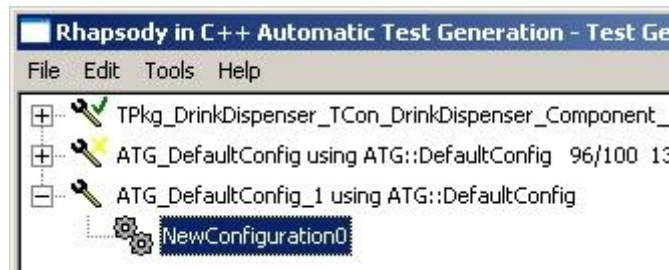 Rhapsody in C++ Automatic Test Generation - Test Ge
File Edit Tools Help
TPkg_DrinkDispenser_TCon_DrinkDispenser_Component_
ATG_DefaultConfig using ATG::DefaultConfig 96/100 13
ATG_DefaultConfig_1 using ATG::DefaultConfig
NewConfiguration0